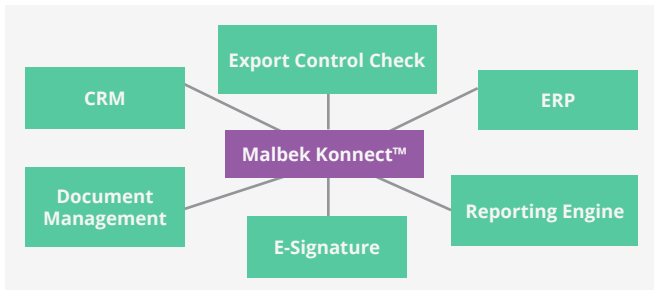 Export Control Check
CRM
ERP
Malbek Konnect™
Document
Management
Reporting Engine
E-Signature